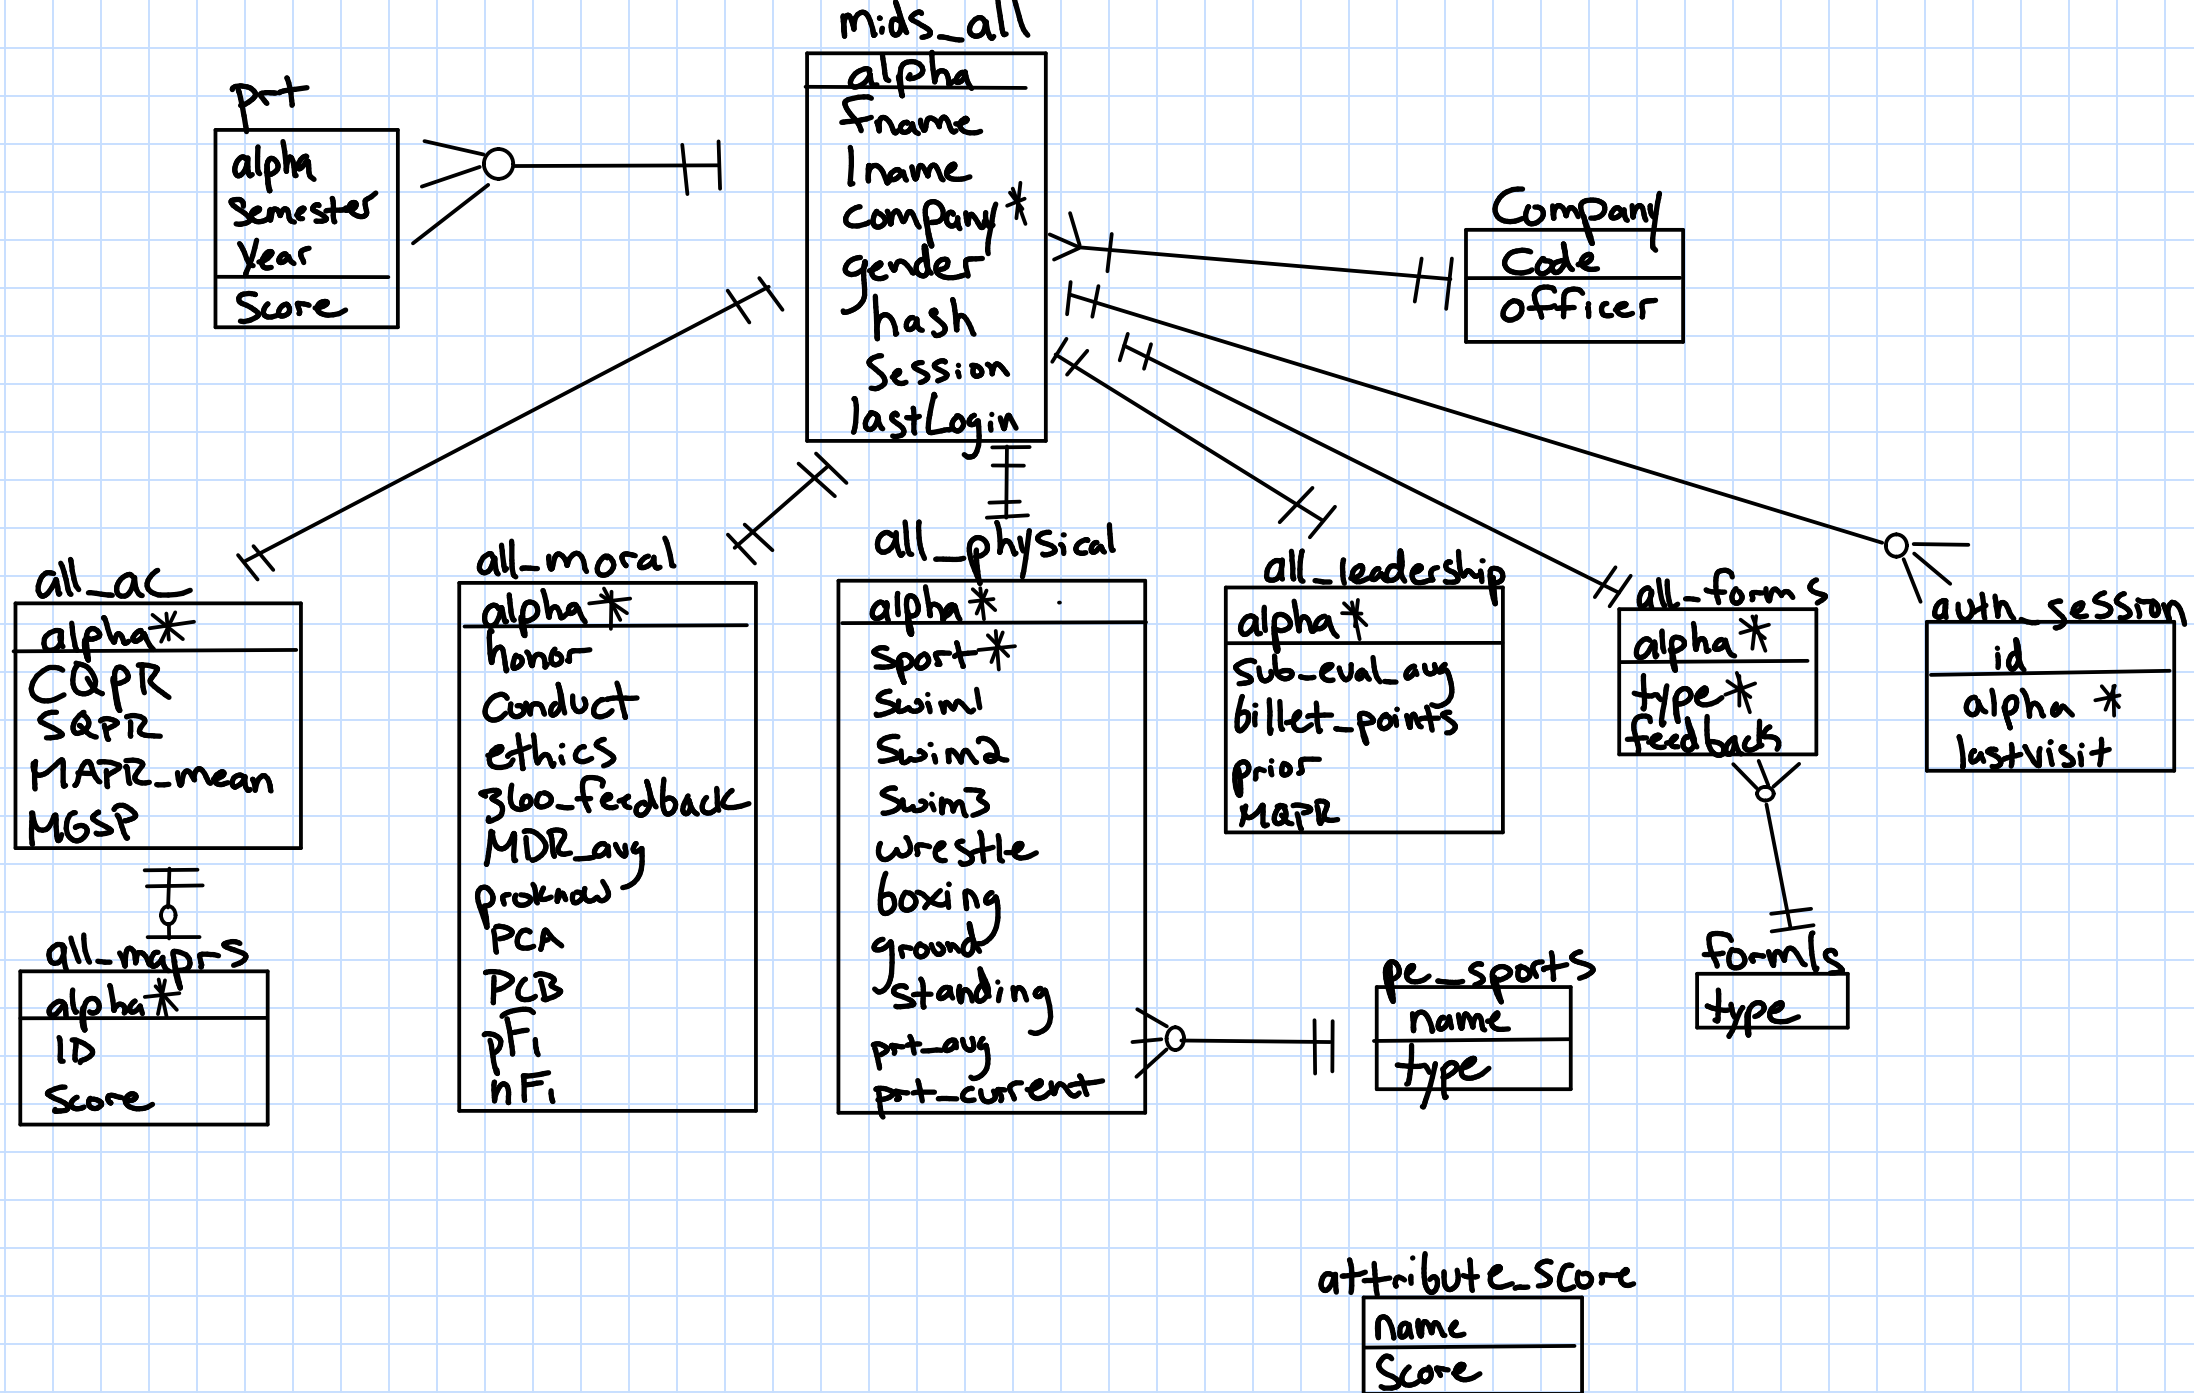 mids_all
alpha
fname
lname
company*
gender
hash
session
lastLogin
prt
alpha
semester
year
score
Company
code
officer
all_ac
alpha*
CQPR
SQPR
MAPR_mean
MGSP
all_moral
alpha*
honor
conduct
ethics
360_feedback
MDR_avg
proknow
PCA
PCB
pFi
nFi
all_physical
alpha*
sport*
swim1
swim2
swim3
wrestle
boxing
ground
standing
prt_avg
prt_current
all_leadership
alpha*
sub_eval_avg
billet_points
prior
MQPR
all_forms
alpha*
type*
feedback
auth_session
id
alpha *
lastvisit
all_maprs
alpha*
ID
score
pe_sports
name
type
form1s
type
attribute_score
name
score